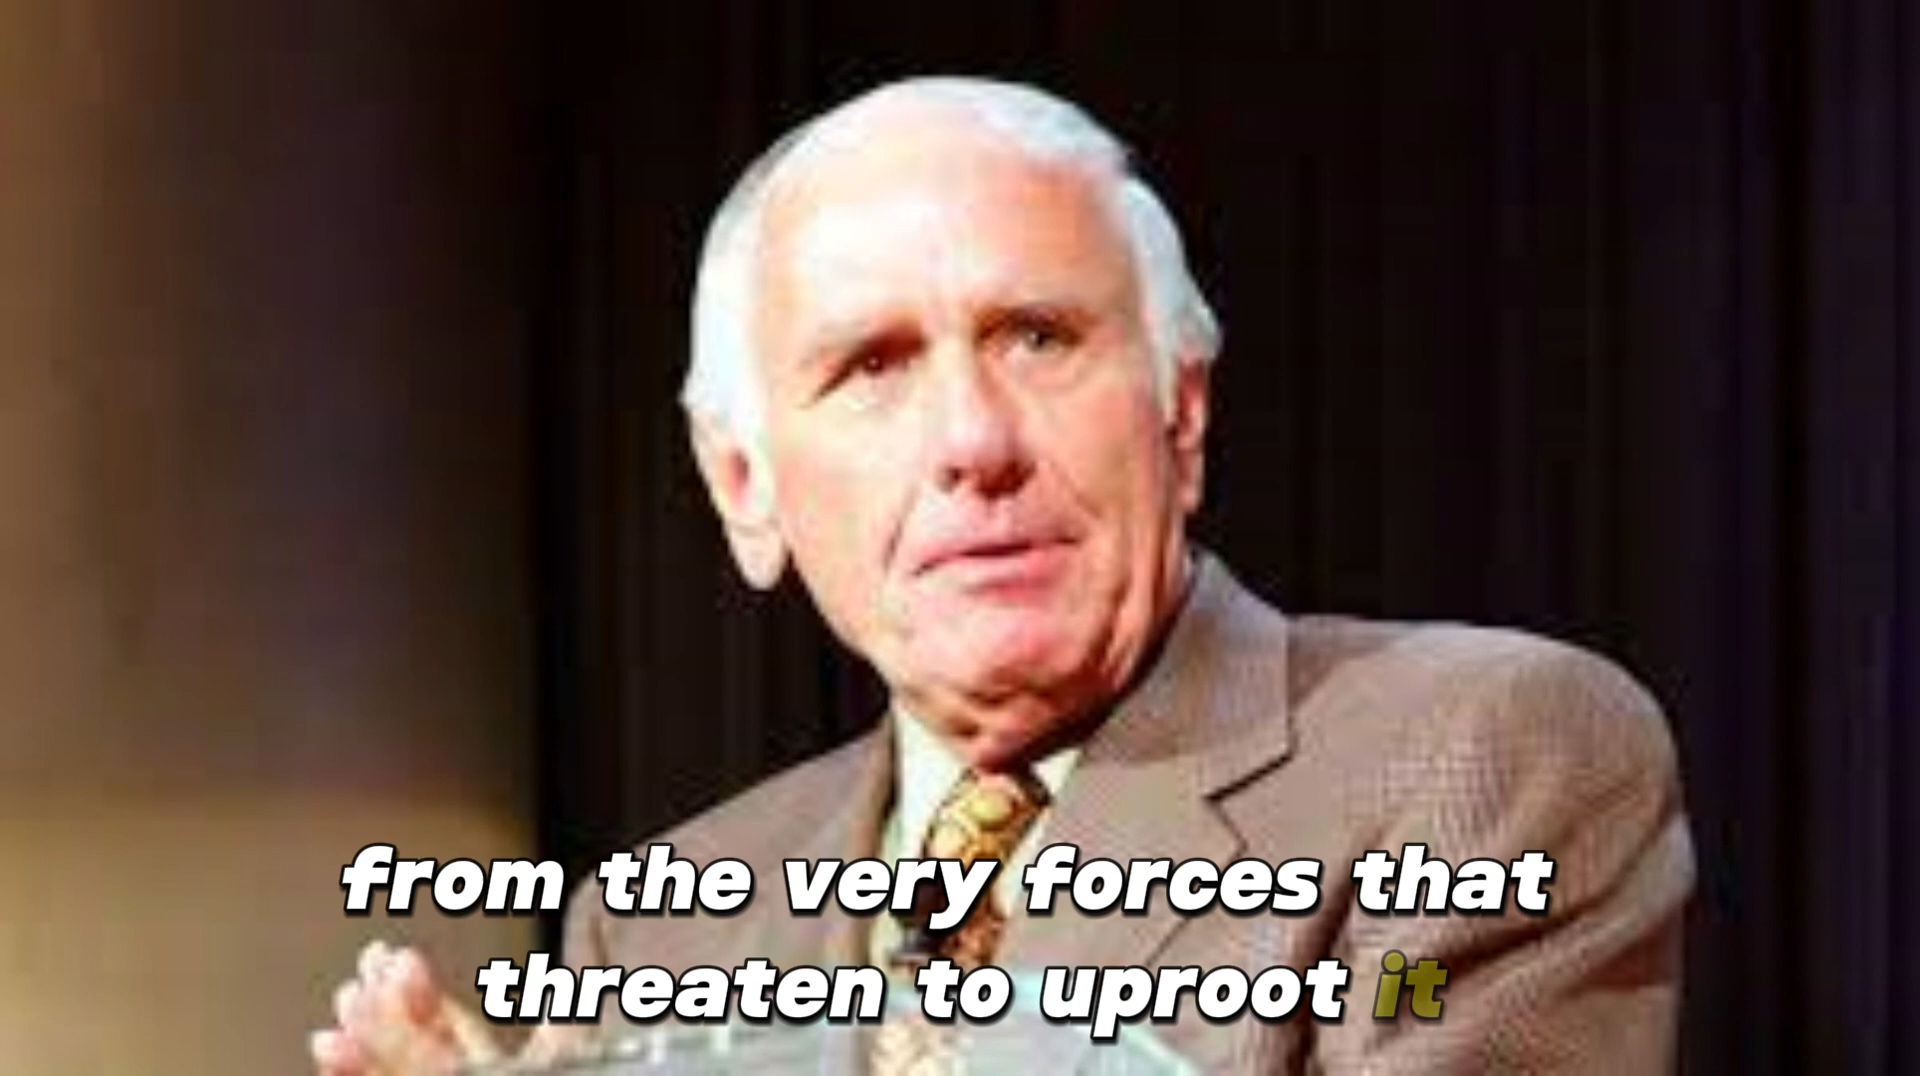 from the very forces that
threaten to uproot it